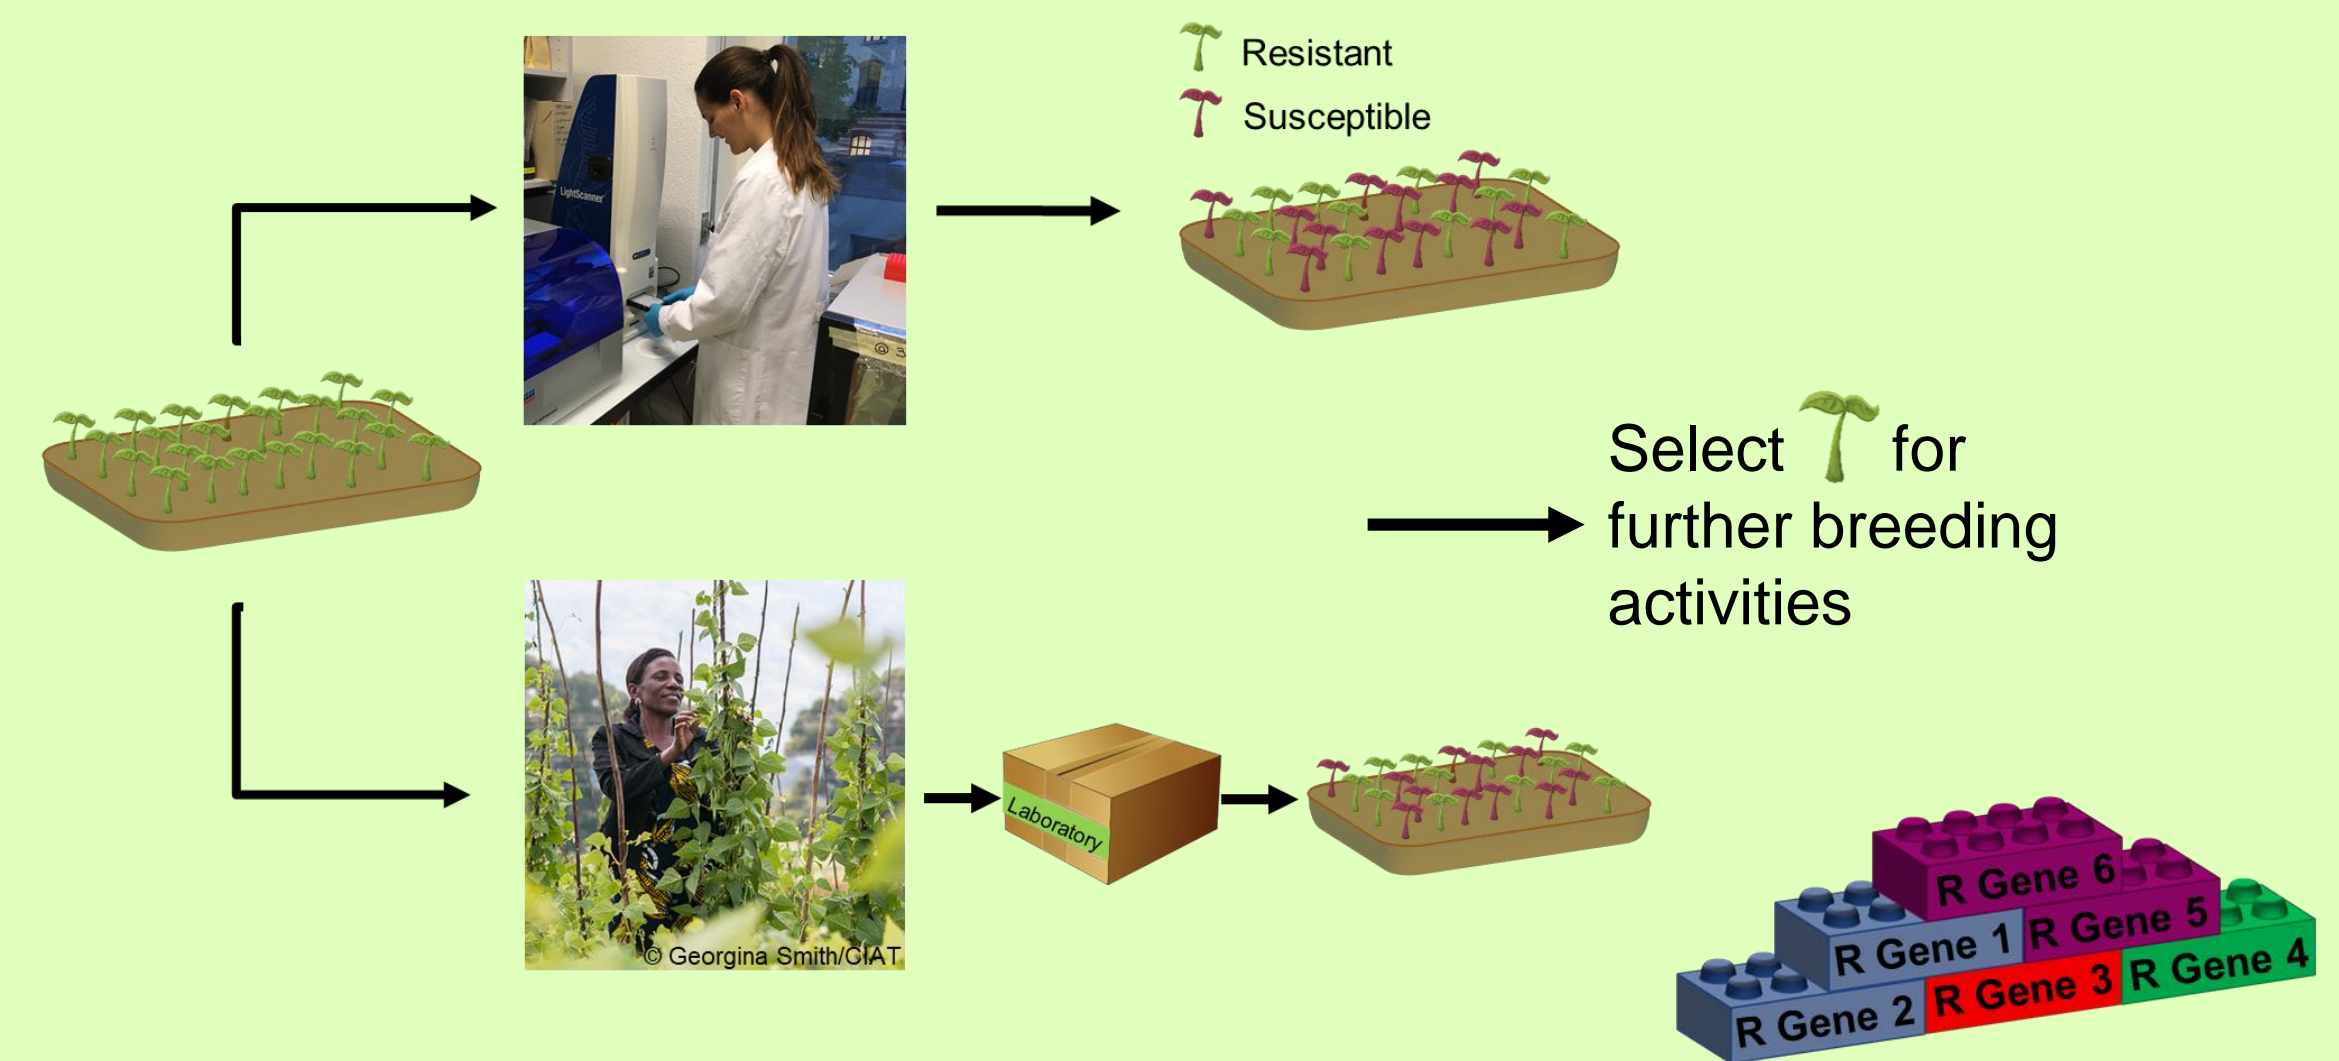 Resistant
Susceptible
LightScanner
@ 3
Select for
further breeding
activities
© Georgina Smith/CIAT
Laboratory
R Gene 6
R Gene 1
R Gene 5
R Gene 2
R Gene 3
R Gene 4